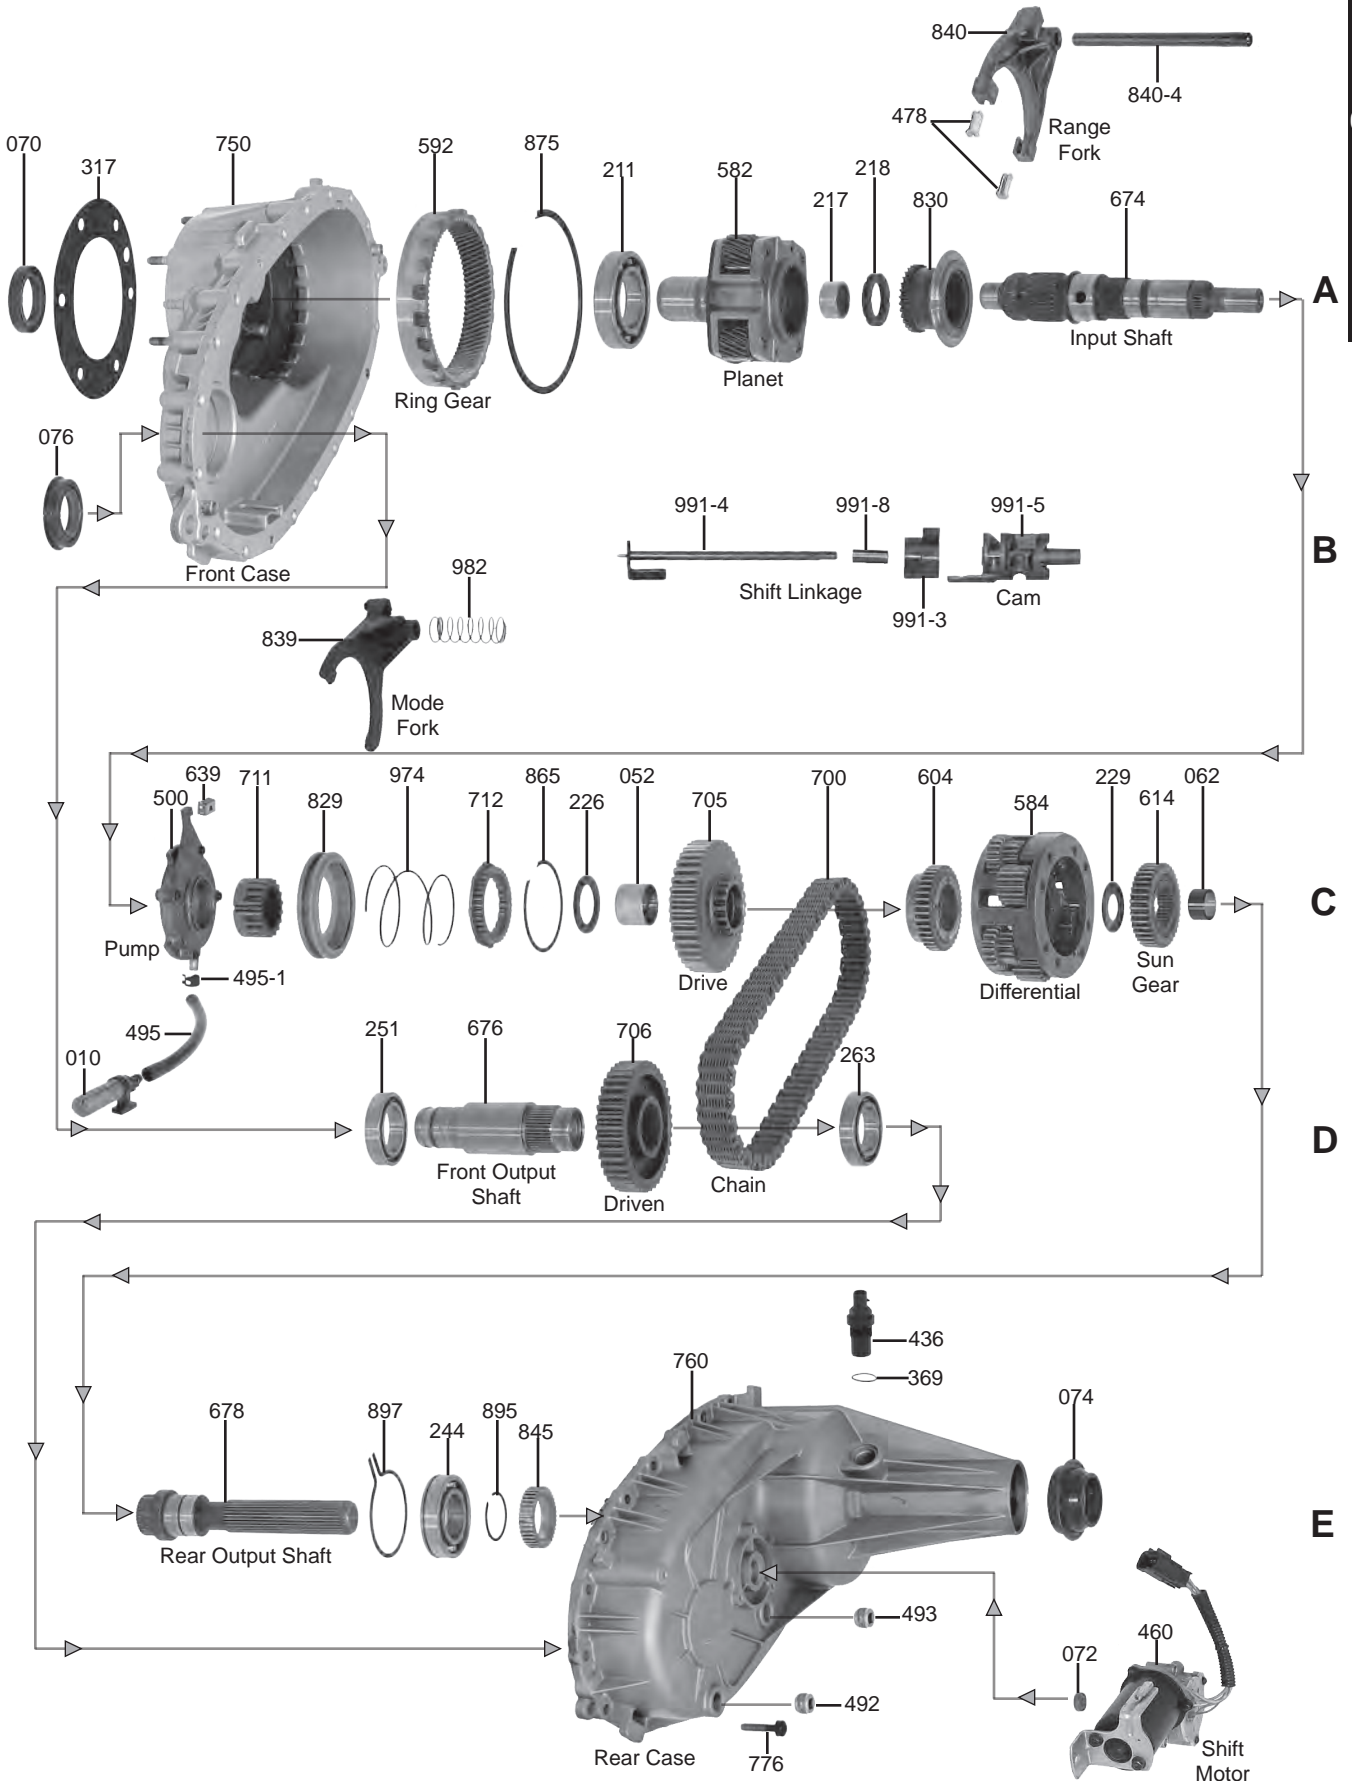 840
840-4
478
Range
Fork
070
317
750
592
875
211
582
217
218
830
674
A
Input Shaft
Planet
Ring Gear
076
Front Case
991-4
991-8
991-5
B
Shift Linkage
991-3
Cam
982
839
Mode
Fork
639
711
500
829
974
712
865
226
052
705
700
604
584
229
614
062
C
Pump
495-1
Drive
Differential
Sun
Gear
495
010
251
676
706
263
D
Front Output
Shaft
Driven
Chain
436
369
760
074
678
897
244
895
845
E
Rear Output Shaft
493
460
072
492
776
Rear Case
Shift
Motor